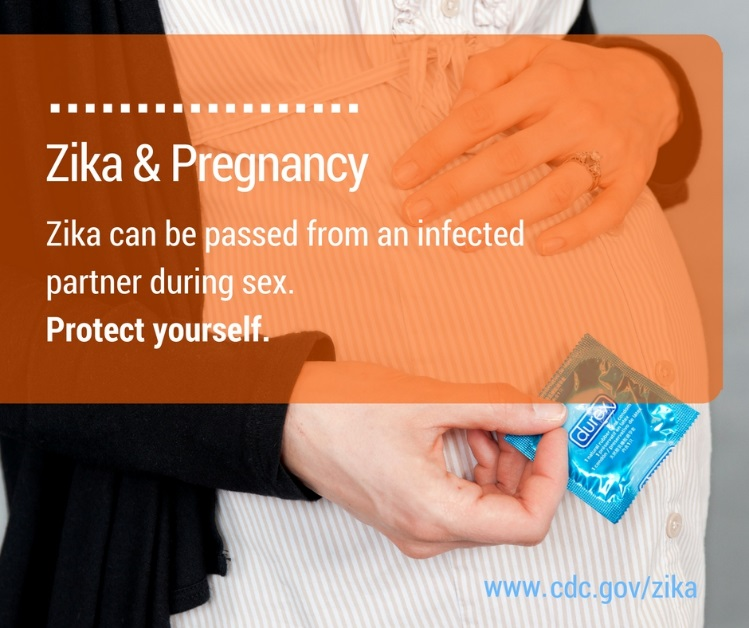 Zika & Pregnancy
Zika can be passed from an infected
partner during sex.
Protect yourself.
durex
www.cdc.gov/zika